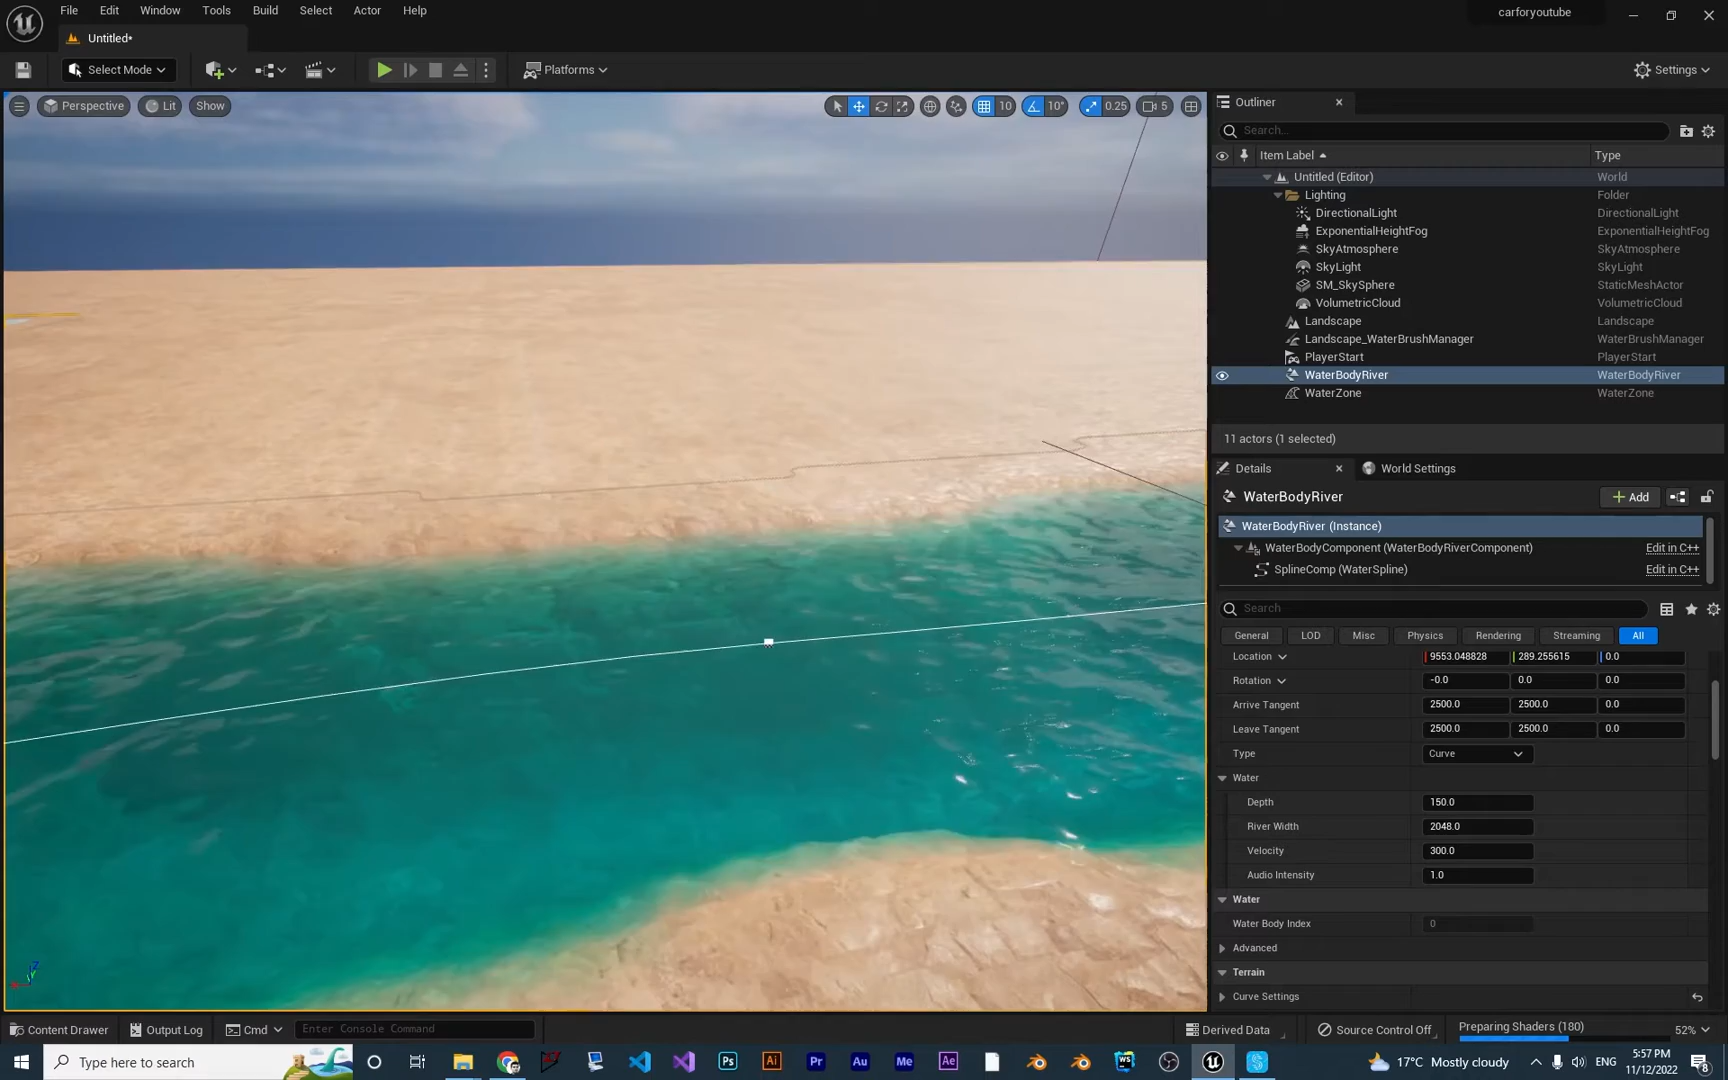 File Edit Window Tools Build Select Actor Help
carforyoutube
Untitled*
Select Mode
Platforms
Settings
Perspective Lit Show
10 10° 0.25 5
Outliner
Search...
Item Label Type
Untitled (Editor) World
Lighting Folder
DirectionalLight DirectionalLight
ExponentialHeightFog ExponentialHeightFog
SkyAtmosphere SkyAtmosphere
SkyLight SkyLight
SM_SkySphere StaticMeshActor
VolumetricCloud VolumetricCloud
Landscape Landscape
Landscape_WaterBrushManager WaterBrushManager
PlayerStart PlayerStart
WaterBodyRiver WaterBodyRiver
WaterZone WaterZone
11 actors (1 selected)
Details World Settings
WaterBodyRiver + Add
WaterBodyRiver (Instance)
WaterBodyComponent (WaterBodyRiverComponent) Edit in C++
SplineComp (WaterSpline) Edit in C++
Search
General LOD Misc Physics Rendering Streaming All
Location 9553.048828 289.255615 0.0
Rotation -0.0 0.0 0.0
Arrive Tangent 2500.0 2500.0 0.0
Leave Tangent 2500.0 2500.0 0.0
Type Curve
Water
Depth 150.0
River Width 2048.0
Velocity 300.0
Audio Intensity 1.0
Water
Water Body Index 0
Advanced
Terrain
Curve Settings
Content Drawer Output Log Cmd Enter Console Command Derived Data Source Control Off Preparing Shaders (180) 52%
Type here to search
Ps Ai Pr Au Me Ae WS
17°C Mostly cloudy ENG
5:57 PM
11/12/2022
8
Z